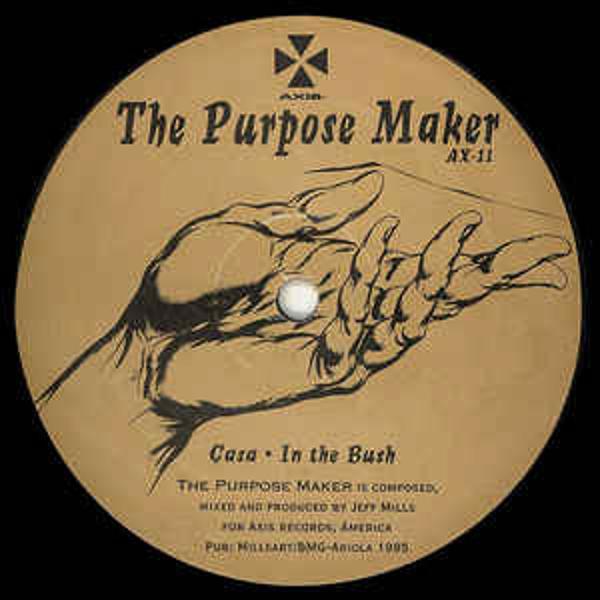 AXIS
The Purpose Maker
AX-11
Casa • In the Bush
THE PURPOSE MAKER IS COMPOSED,
MIXED AND PRODUCED BY JEFF MILLS
FOR AXIS RECORDS, AMERICA
PUB: MILLSART/BMG-ARIOLA 1995